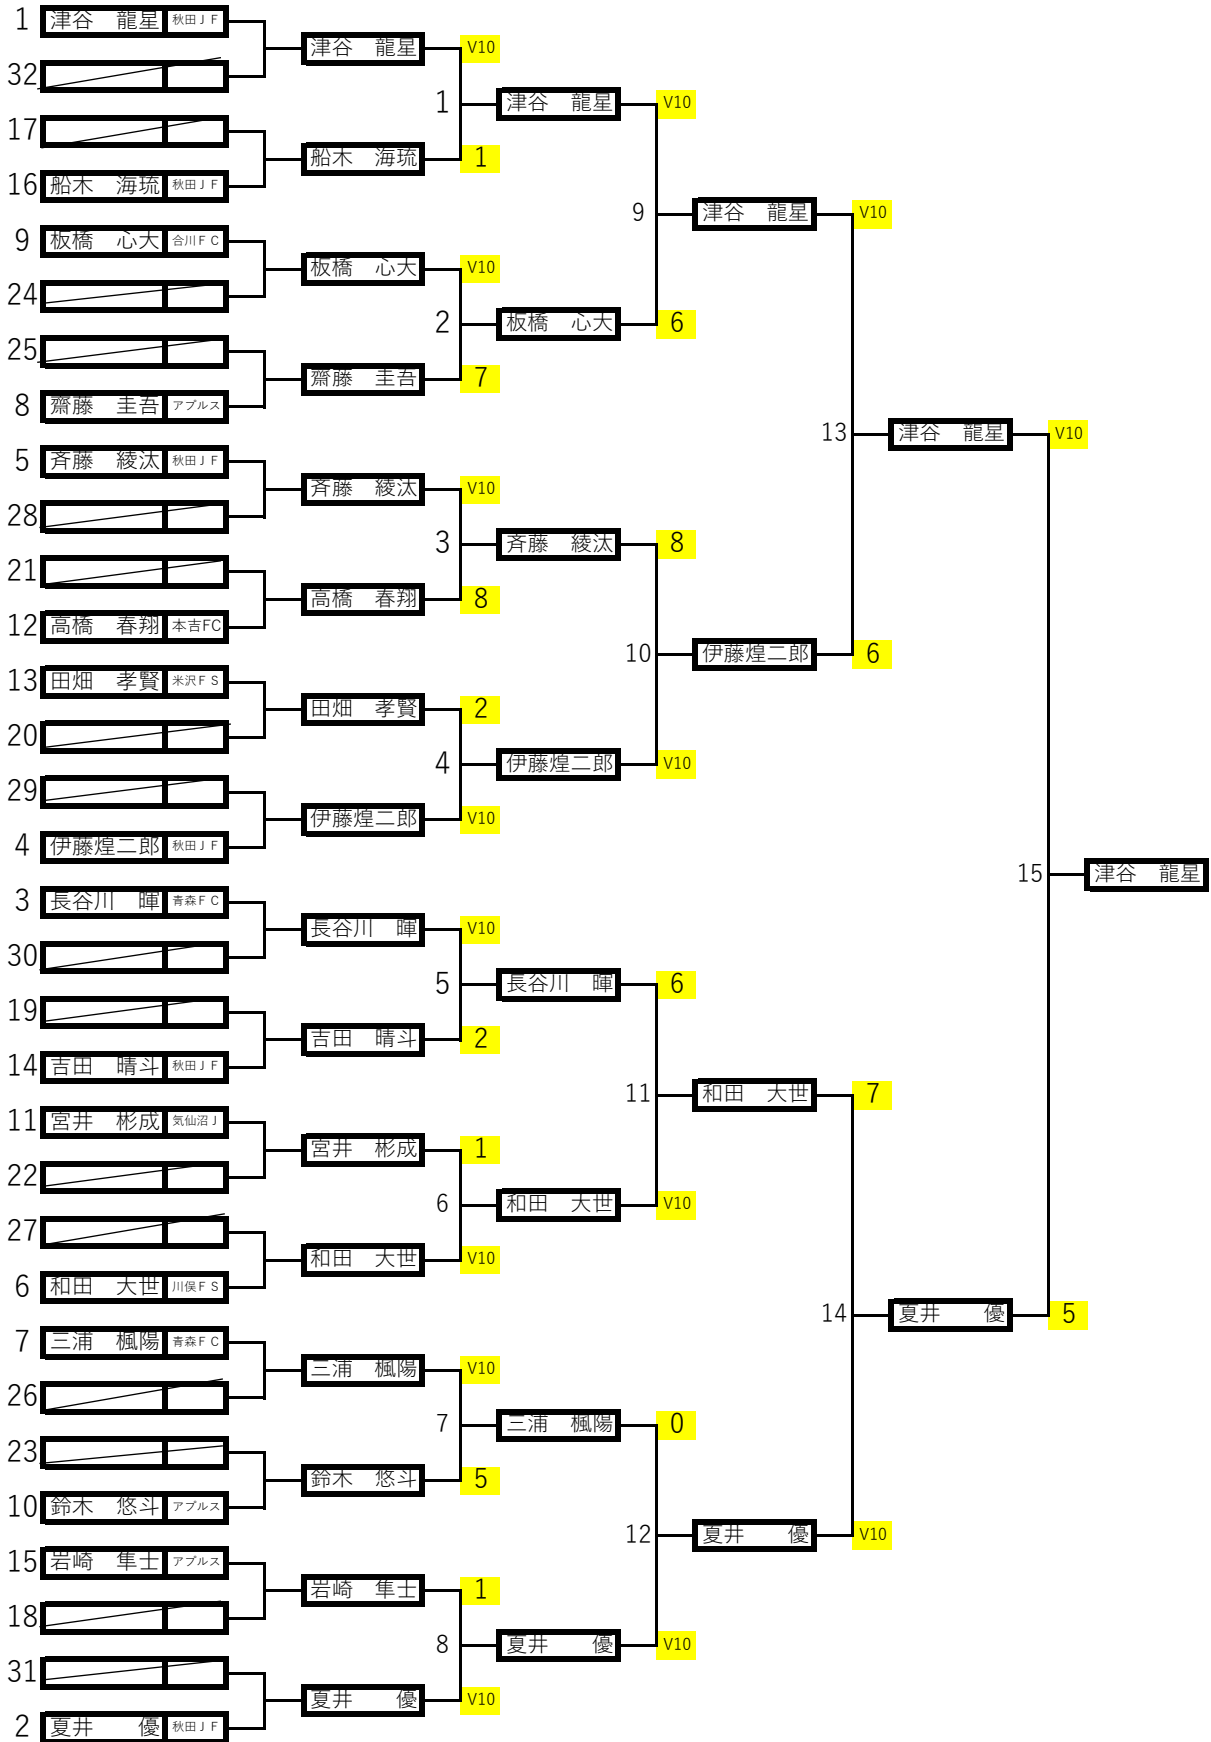 1 津谷　龍星 秋田ＪＦ
津谷　龍星 V10
32
1 津谷　龍星 V10
17
船木　海琉 1
16 船木　海琉 秋田ＪＦ
9 津谷　龍星 V10
9 板橋　心大 合川ＦＣ
板橋　心大 V10
24
2 板橋　心大 6
25
齋藤　圭吾 7
8 齋藤　圭吾 アプルス
13 津谷　龍星 V10
5 斉藤　綾汰 秋田ＪＦ
斉藤　綾汰 V10
28
3 斉藤　綾汰 8
21
高橋　春翔 8
12 高橋　春翔 本吉FC
10 伊藤煌二郎 6
13 田畑　孝賢 米沢ＦＳ
田畑　孝賢 2
20
4 伊藤煌二郎 V10
29
伊藤煌二郎 V10
4 伊藤煌二郎 秋田ＪＦ
15 津谷　龍星
3 長谷川　暉 青森ＦＣ
長谷川　暉 V10
30
5 長谷川　暉 6
19
吉田　晴斗 2
14 吉田　晴斗 秋田ＪＦ
11 和田　大世 7
11 宮井　彬成 気仙沼Ｊ
宮井　彬成 1
22
6 和田　大世 V10
27
和田　大世 V10
6 和田　大世 川俣ＦＳ
14 夏井　　優 5
7 三浦　楓陽 青森ＦＣ
三浦　楓陽 V10
26
7 三浦　楓陽 0
23
鈴木　悠斗 5
10 鈴木　悠斗 アプルス
12 夏井　　優 V10
15 岩崎　隼士 アプルス
岩崎　隼士 1
18
8 夏井　　優 V10
31
夏井　　優 V10
2 夏井　　優 秋田ＪＦ